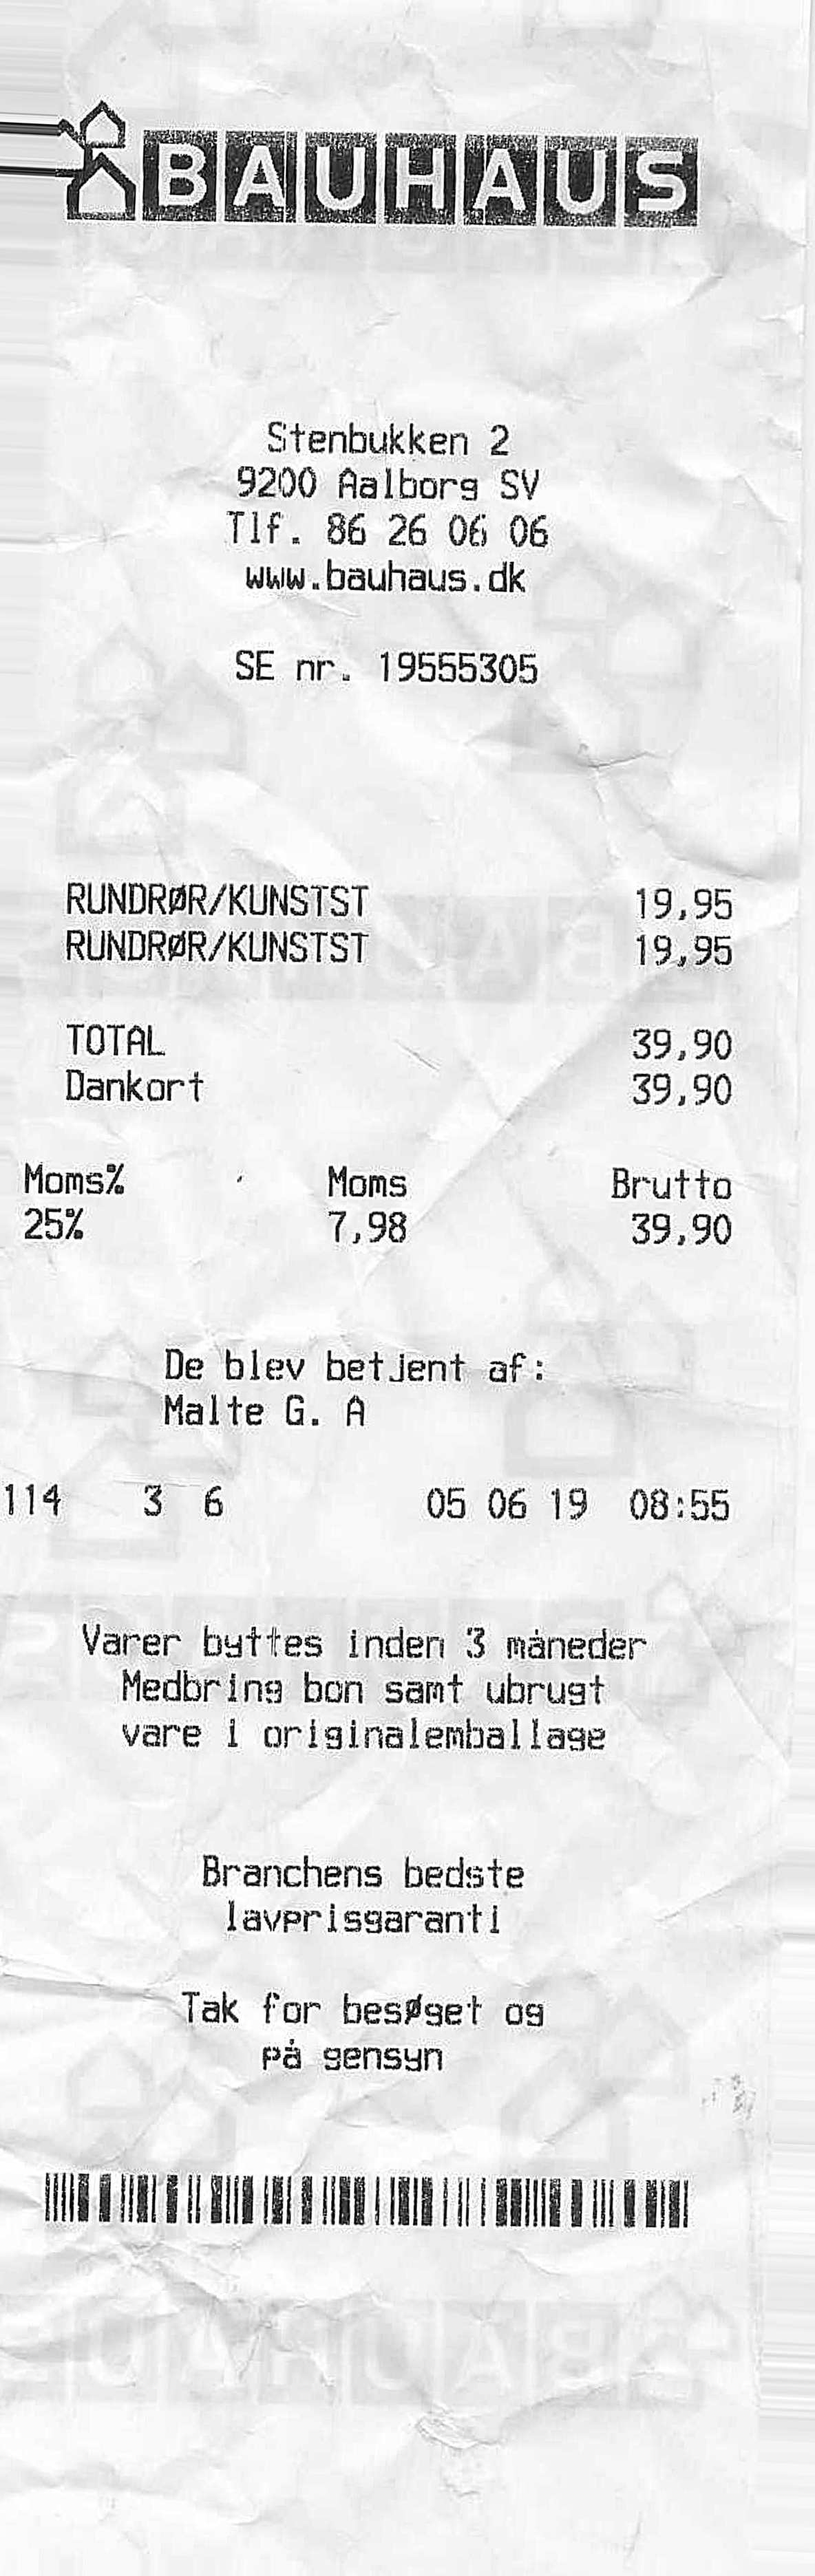 BAUHAUS
Stenbukken 2
9200 Aalborg SV
Tlf. 86 26 06 06
www.bauhaus.dk
SE nr. 19555305
RUNDRØR/KUNSTST 19,95
RUNDRØR/KUNSTST 19,95
TOTAL 39,90
Dankort 39,90
Moms% Moms Brutto
25% 7,98 39,90
De blev betjent af:
Malte G. A
114 3 6 05 06 19 08:55
Varer byttes inden 3 måneder
Medbring bon samt ubrugt
vare i originalemballage
Branchens bedste
lavprisgaranti
Tak for besøget og
på gensyn